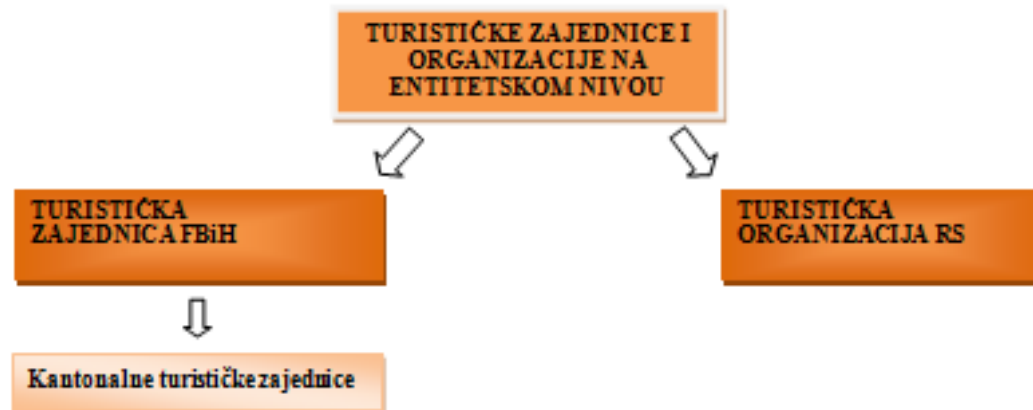 TURISTIČKE ZAJEDNICE I
ORGANIZACIJE NA
ENTITETSKOM NIVOU
TURISTIČKA
ZAJEDNICA FBiH
TURISTIČKA
ORGANIZACIJA RS
Kantonalne turističke zajednice